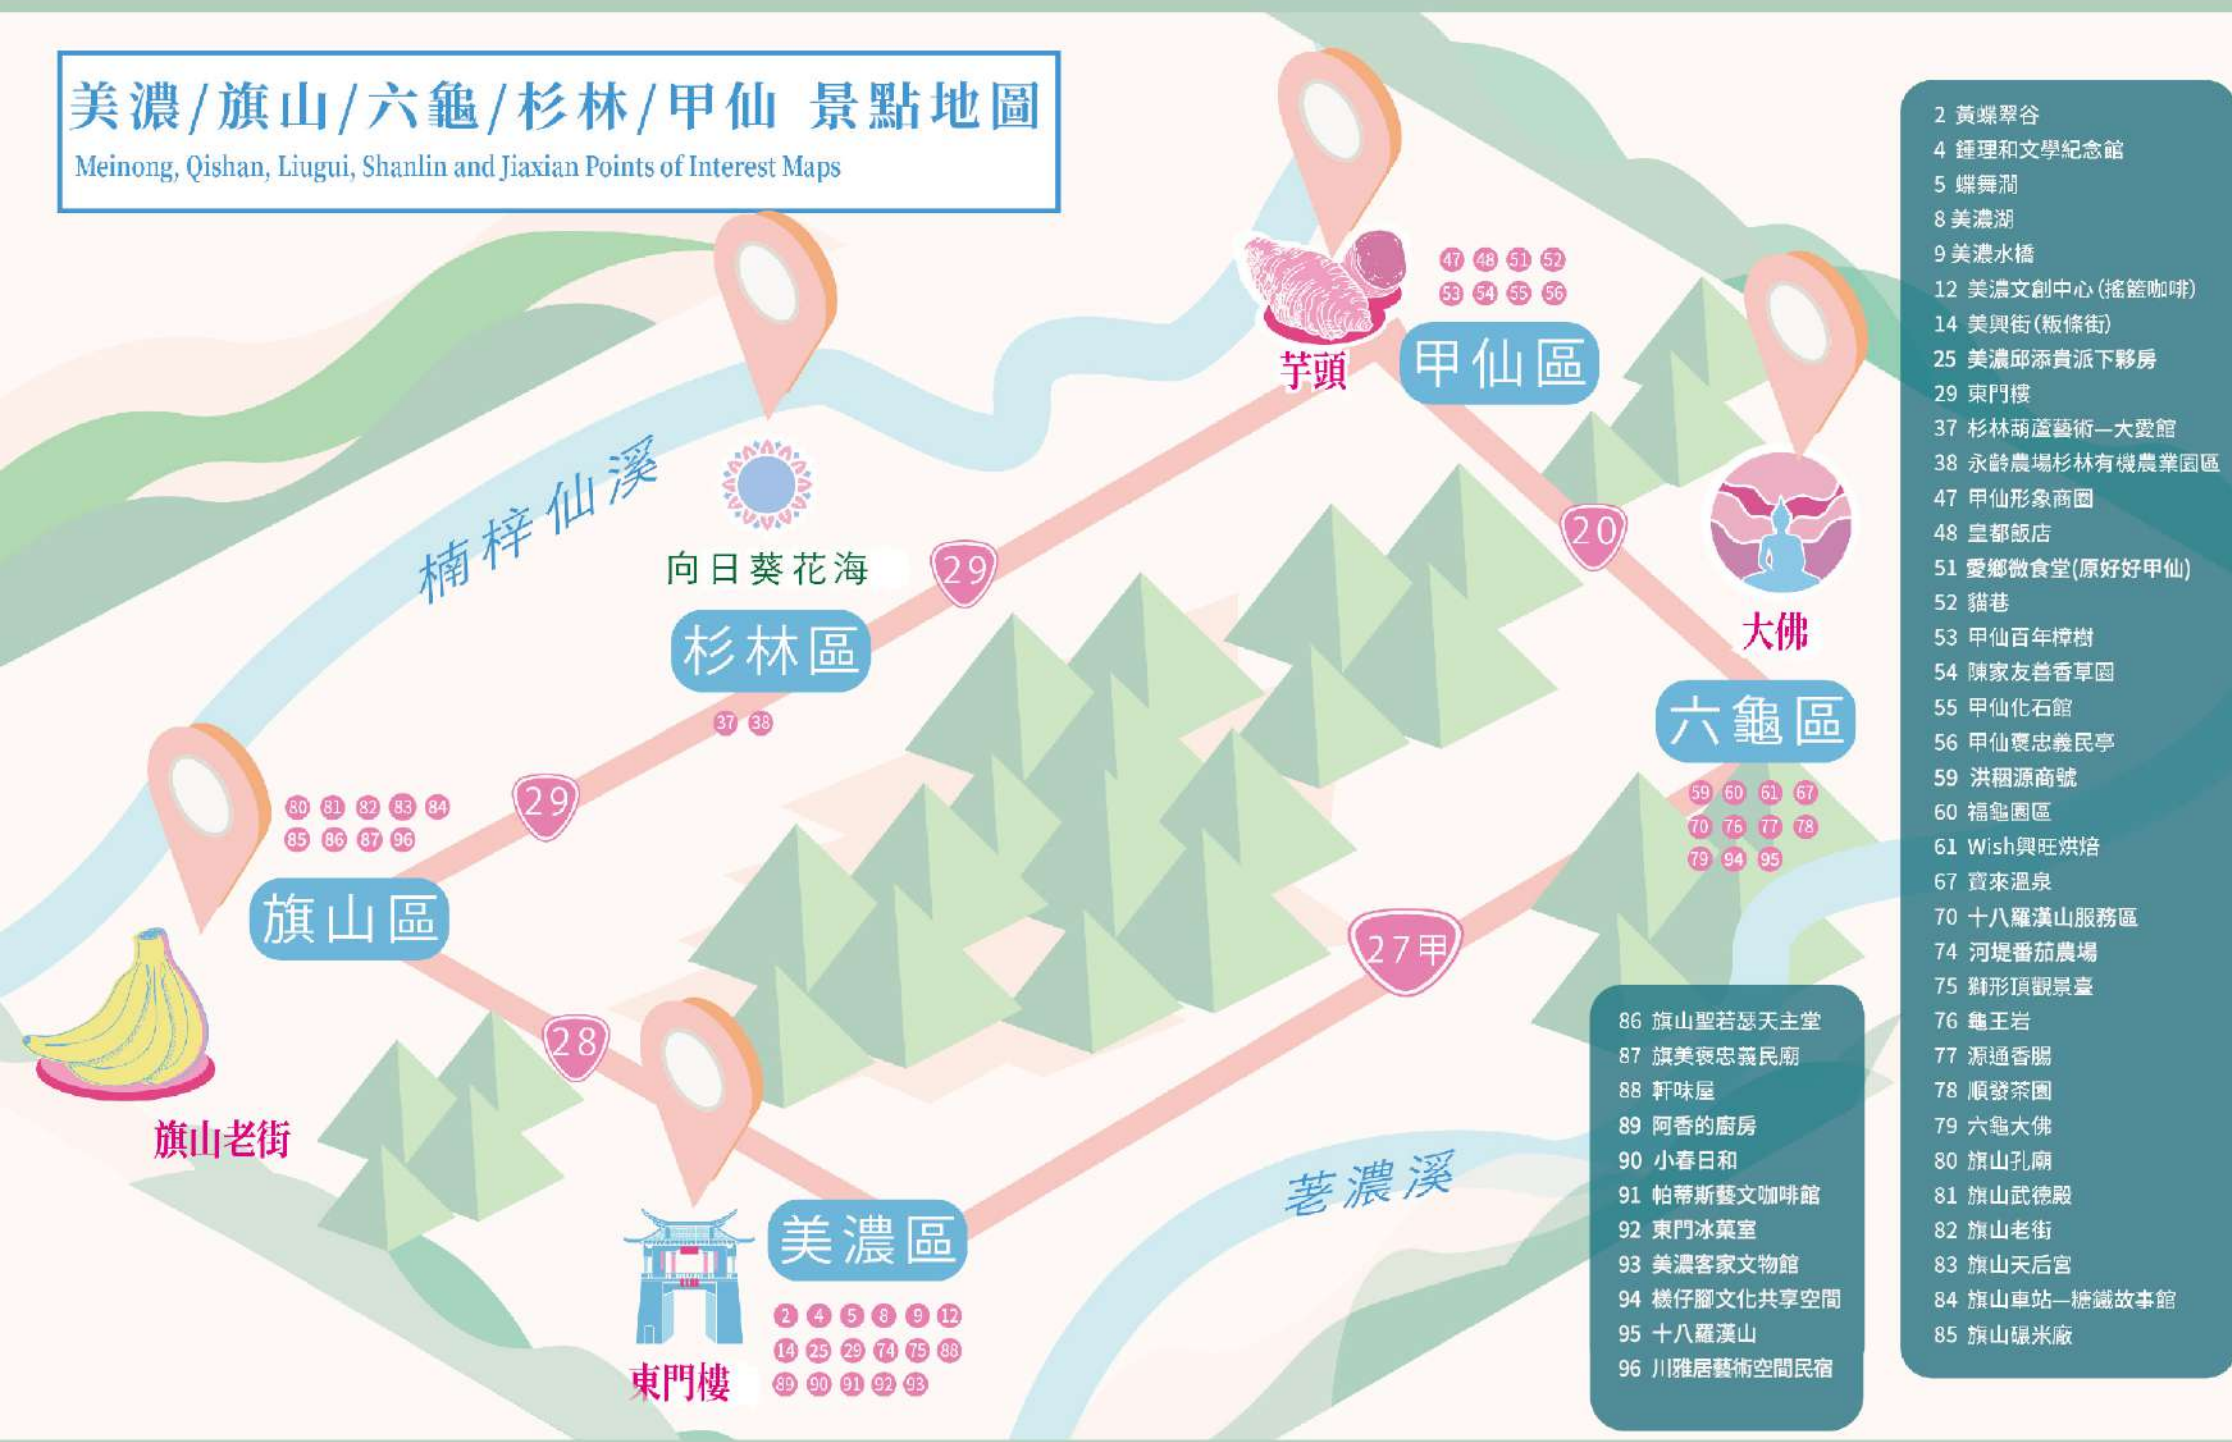 美濃/旗山/六龜/杉林/甲仙 景點地圖
Meinong, Qishan, Liugui, Shanlin and Jiaxian Points of Interest Maps
47 48 51 52
53 54 55 56
芋頭
甲仙區
楠梓仙溪
向日葵花海
29
20
杉林區
37 38
大佛
六龜區
59 60 61 67
70 76 77 78
79 94 95
80 81 82 83 84
85 86 87 96
29
旗山區
27甲
28
旗山老街
荖濃溪
美濃區
2 4 5 8 9 12
14 25 29 74 75 88
89 90 91 92 93
東門樓
2 黃蝶翠谷
4 鍾理和文學紀念館
5 蝶舞澗
8 美濃湖
9 美濃水橋
12 美濃文創中心(搖籃咖啡)
14 美興街(粄條街)
25 美濃邱添貴派下夥房
29 東門樓
37 杉林葫蘆藝術—大愛館
38 永齡農場杉林有機農業園區
47 甲仙形象商圈
48 皇都飯店
51 愛鄉微食堂(原好好甲仙)
52 貓巷
53 甲仙百年樟樹
54 陳家友善香草園
55 甲仙化石館
56 甲仙褒忠義民亭
59 洪稛源商號
60 福龜園區
61 Wish興旺烘焙
67 寶來溫泉
70 十八羅漢山服務區
74 河堤番茄農場
75 獅形頂觀景臺
76 龜王岩
77 源通香腸
78 順發茶園
79 六龜大佛
80 旗山孔廟
81 旗山武德殿
82 旗山老街
83 旗山天后宮
84 旗山車站—糖鐵故事館
85 旗山碾米廠
86 旗山聖若瑟天主堂
87 旗美褒忠義民廟
88 軒味屋
89 阿香的廚房
90 小春日和
91 帕蒂斯藝文咖啡館
92 東門冰菓室
93 美濃客家文物館
94 檨仔腳文化共享空間
95 十八羅漢山
96 川雅居藝術空間民宿